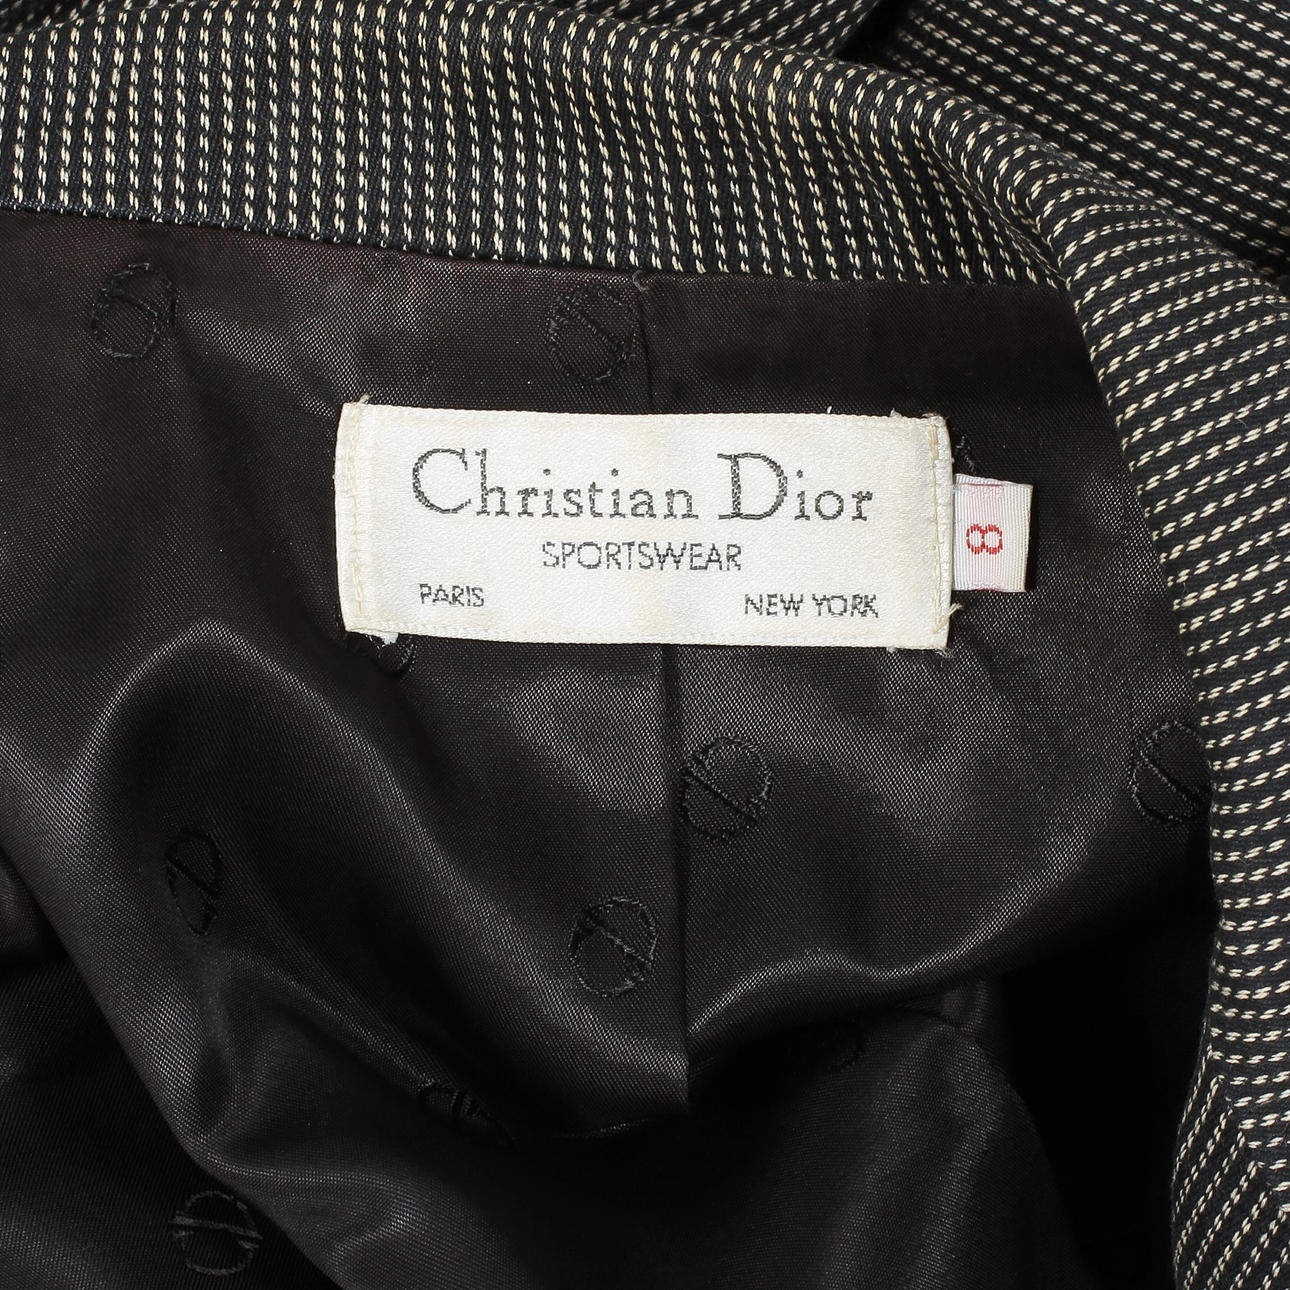 Christian Dior
SPORTSWEAR
PARIS NEW YORK
8